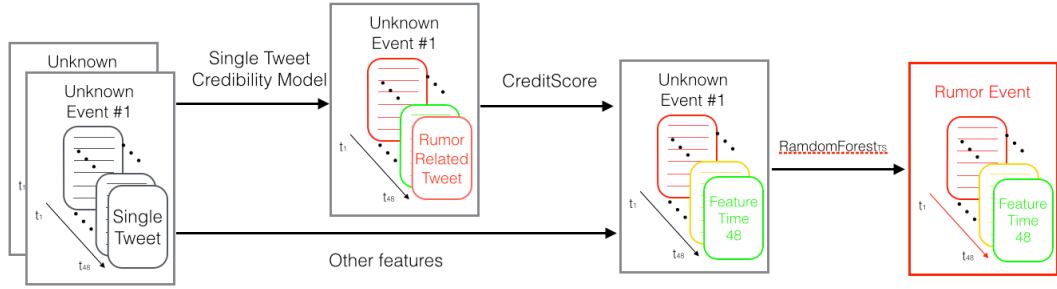 Unknown
t₁
Unknown
Event #1
t₁
t₄₈
Single
Tweet
Single Tweet
Credibility Model
Unknown
Event #1
t₁
t₄₈
Rumor
Related
Tweet
CreditScore
Other features
Unknown
Event #1
t₁
t₄₈
Feature
Time
48
RamdomForestTS
Rumor Event
t₁
t₄₈
Feature
Time
48